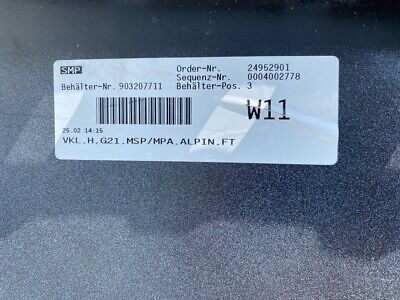 SMP
Order-Nr. 24952901
Sequenz-Nr. 0004002778
Behälter-Nr. 903207711 Behälter-Pos. 3
W11
25.02 14:15
VKL,H,G21,MSP/MPA,ALPIN,FT